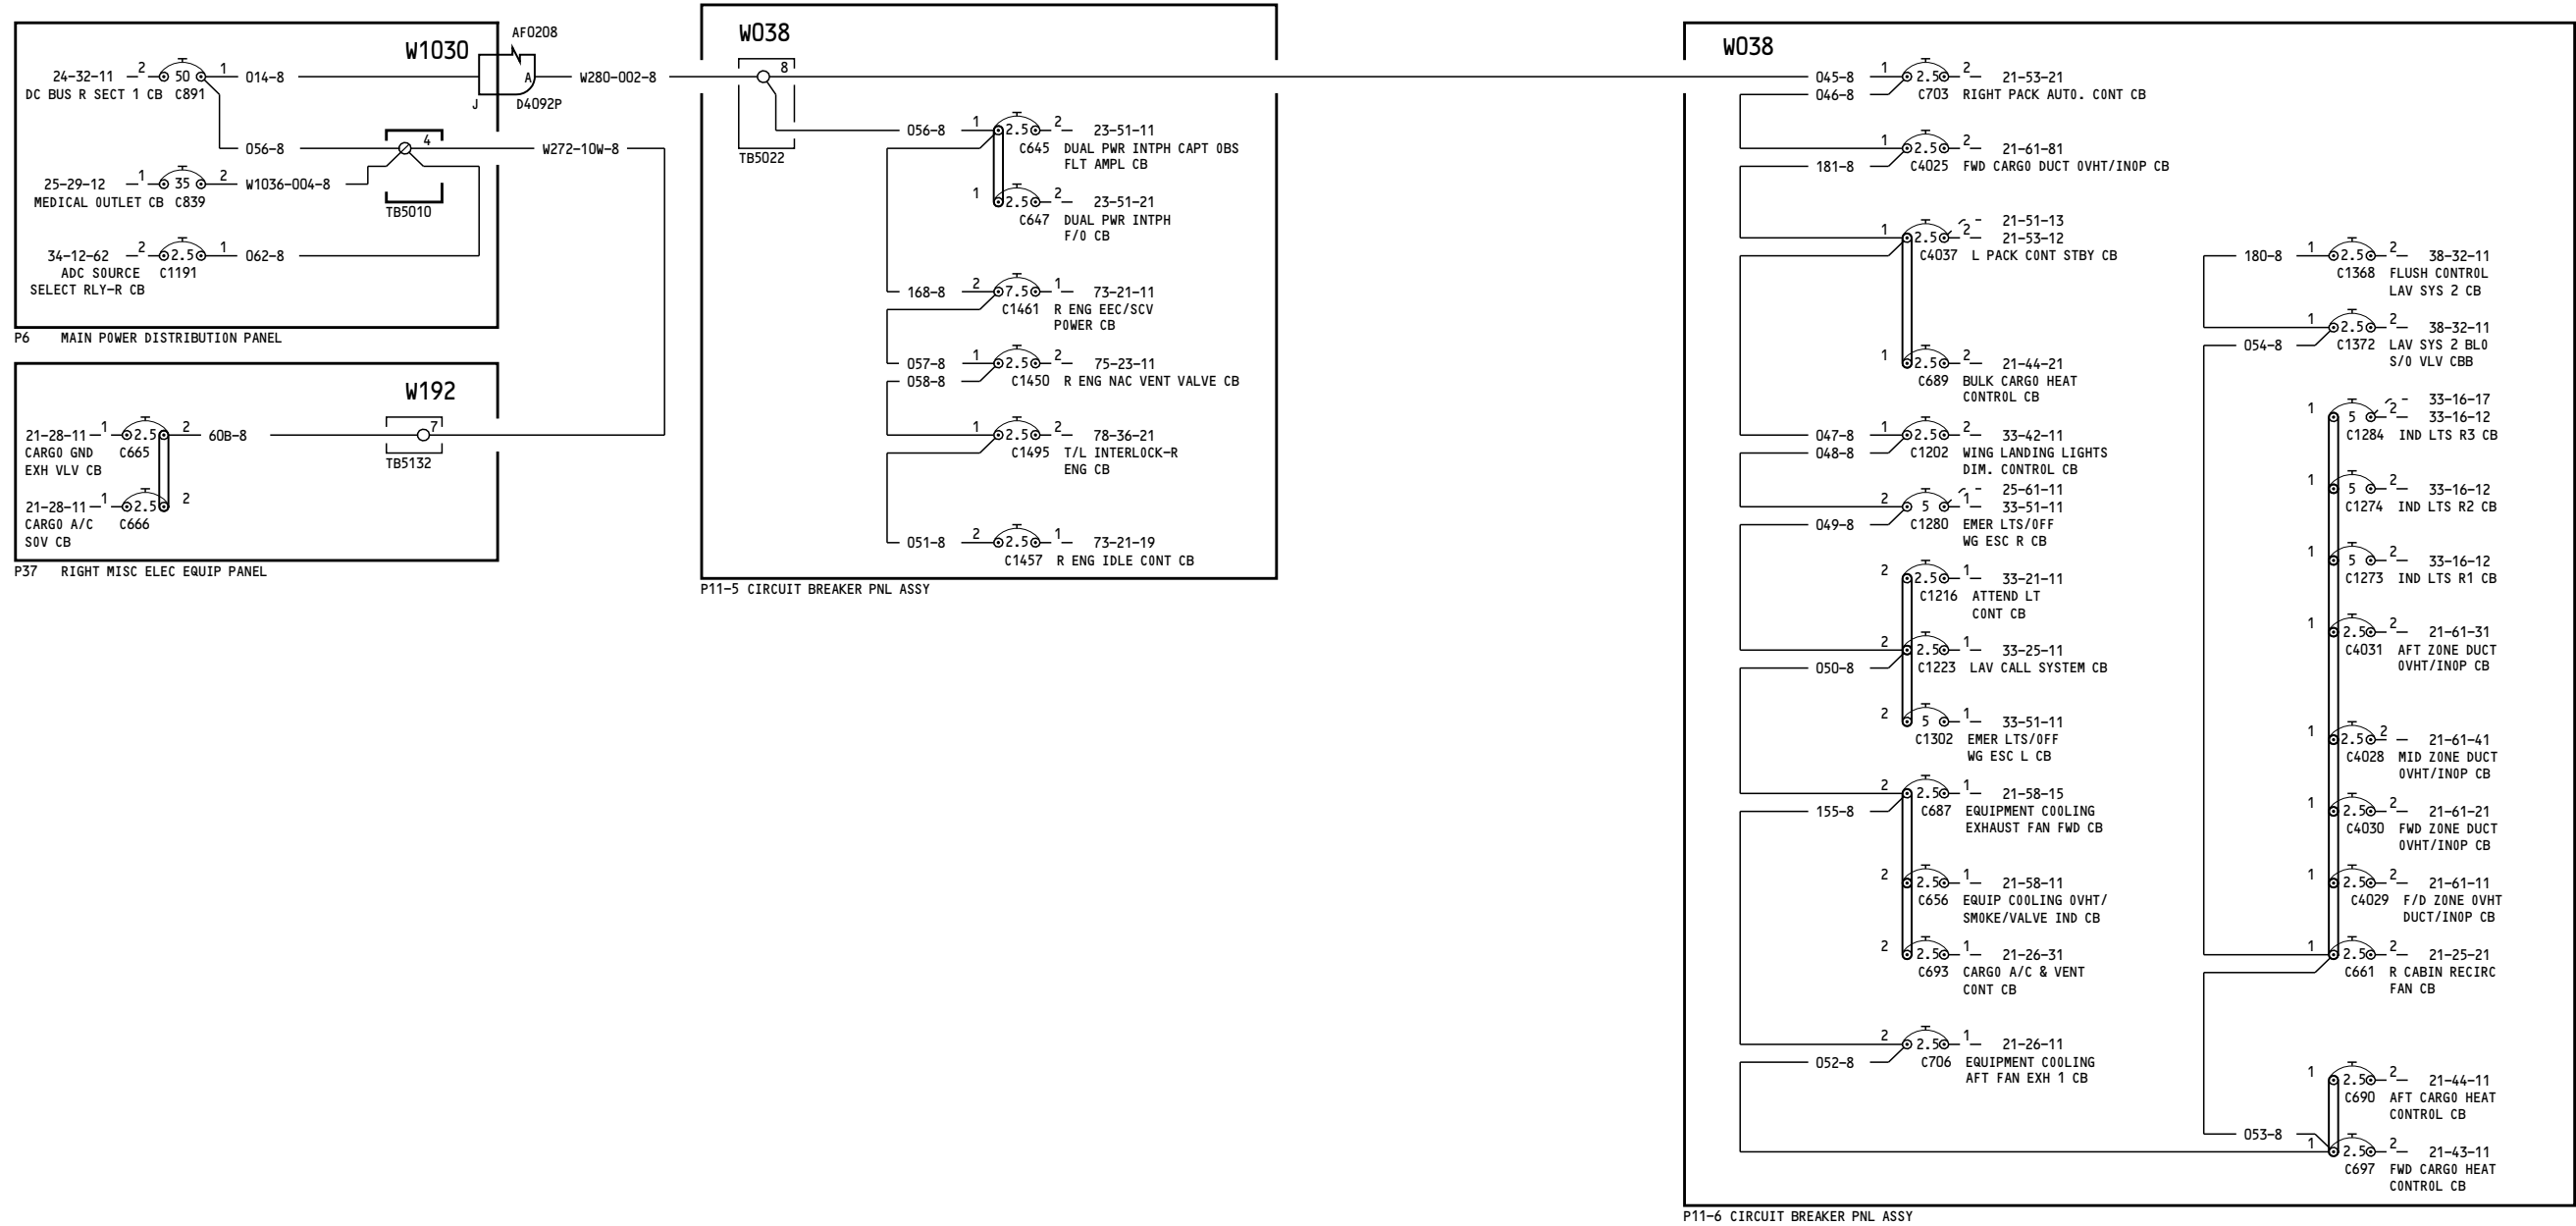 W1030
AF0208
24-32-11 2 50 1 014-8
DC BUS R SECT 1 CB C891
A
J D4092P
W280-002-8
056-8
4
W272-10W-8
25-29-12 1 35 2 W1036-004-8
MEDICAL OUTLET CB C839
TB5010
34-12-62 2 2.5 1 062-8
ADC SOURCE C1191
SELECT RLY-R CB
P6 MAIN POWER DISTRIBUTION PANEL
W192
21-28-11 1 2.5 2 60B-8
7
CARGO GND C665
EXH VLV CB
TB5132
21-28-11 1 2.5 2
CARGO A/C C666
SOV CB
P37 RIGHT MISC ELEC EQUIP PANEL
W038
8
TB5022
056-8 1 2.5 2 23-51-11
C645 DUAL PWR INTPH CAPT OBS
FLT AMPL CB
1 2.5 2 23-51-21
C647 DUAL PWR INTPH
F/O CB
168-8 2 7.5 1 73-21-11
C1461 R ENG EEC/SCV
POWER CB
057-8 1 2.5 2 75-23-11
058-8 C1450 R ENG NAC VENT VALVE CB
1 2.5 2 78-36-21
C1495 T/L INTERLOCK-R
ENG CB
051-8 2 2.5 1 73-21-19
C1457 R ENG IDLE CONT CB
P11-5 CIRCUIT BREAKER PNL ASSY
W038
045-8 1 2.5 2 21-53-21
046-8 C703 RIGHT PACK AUTO. CONT CB
1 2.5 2 21-61-81
181-8 C4025 FWD CARGO DUCT OVHT/INOP CB
21-51-13
1 2.5 2 21-53-12
C4037 L PACK CONT STBY CB
1 2.5 2 21-44-21
C689 BULK CARGO HEAT
CONTROL CB
047-8 1 2.5 2 33-42-11
048-8 C1202 WING LANDING LIGHTS
DIM. CONTROL CB
25-61-11
2 5 1 33-51-11
049-8 C1280 EMER LTS/OFF
WG ESC R CB
2 2.5 1 33-21-11
C1216 ATTEND LT
CONT CB
2 2.5 1 33-25-11
050-8 C1223 LAV CALL SYSTEM CB
2 5 1 33-51-11
C1302 EMER LTS/OFF
WG ESC L CB
2 2.5 1 21-58-15
155-8 C687 EQUIPMENT COOLING
EXHAUST FAN FWD CB
2 2.5 1 21-58-11
C656 EQUIP COOLING OVHT/
SMOKE/VALVE IND CB
2 2.5 1 21-26-31
C693 CARGO A/C & VENT
CONT CB
2 2.5 1 21-26-11
052-8 C706 EQUIPMENT COOLING
AFT FAN EXH 1 CB
180-8 1 2.5 2 38-32-11
C1368 FLUSH CONTROL
LAV SYS 2 CB
1 2.5 2 38-32-11
054-8 C1372 LAV SYS 2 BLO
S/O VLV CBB
33-16-17
1 5 2 33-16-12
C1284 IND LTS R3 CB
1 5 2 33-16-12
C1274 IND LTS R2 CB
1 5 2 33-16-12
C1273 IND LTS R1 CB
1 2.5 2 21-61-31
C4031 AFT ZONE DUCT
OVHT/INOP CB
1 2.5 2 21-61-41
C4028 MID ZONE DUCT
OVHT/INOP CB
1 2.5 2 21-61-21
C4030 FWD ZONE DUCT
OVHT/INOP CB
1 2.5 2 21-61-11
C4029 F/D ZONE OVHT
DUCT/INOP CB
1 2.5 2 21-25-21
C661 R CABIN RECIRC
FAN CB
1 2.5 2 21-44-11
C690 AFT CARGO HEAT
CONTROL CB
053-8
1 2.5 2 21-43-11
C697 FWD CARGO HEAT
CONTROL CB
P11-6 CIRCUIT BREAKER PNL ASSY